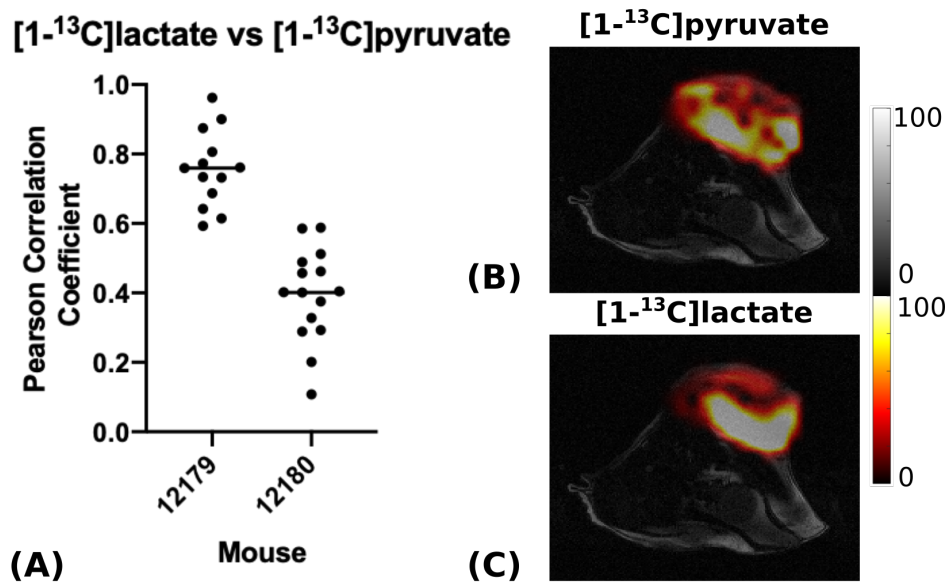 [1-¹³C]lactate vs [1-¹³C]pyruvate
Pearson Correlation
Coefficient
1.0
0.8
0.6
0.4
0.2
0.0
12179
12180
Mouse
(A)
[1-¹³C]pyruvate
(B)
100
0
100
0
[1-¹³C]lactate
(C)